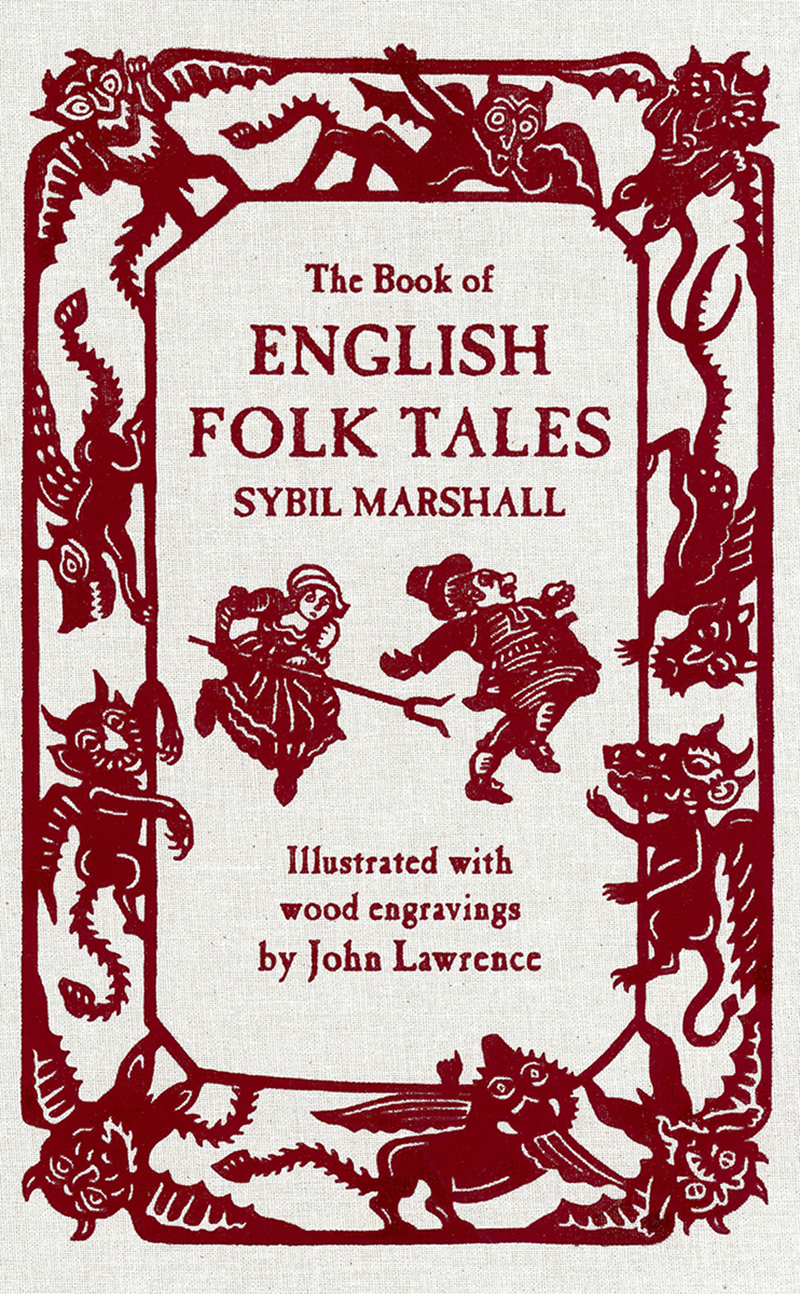 The Book of
ENGLISH
FOLK TALES
SYBIL MARSHALL
Illustrated with
wood engravings
by John Lawrence